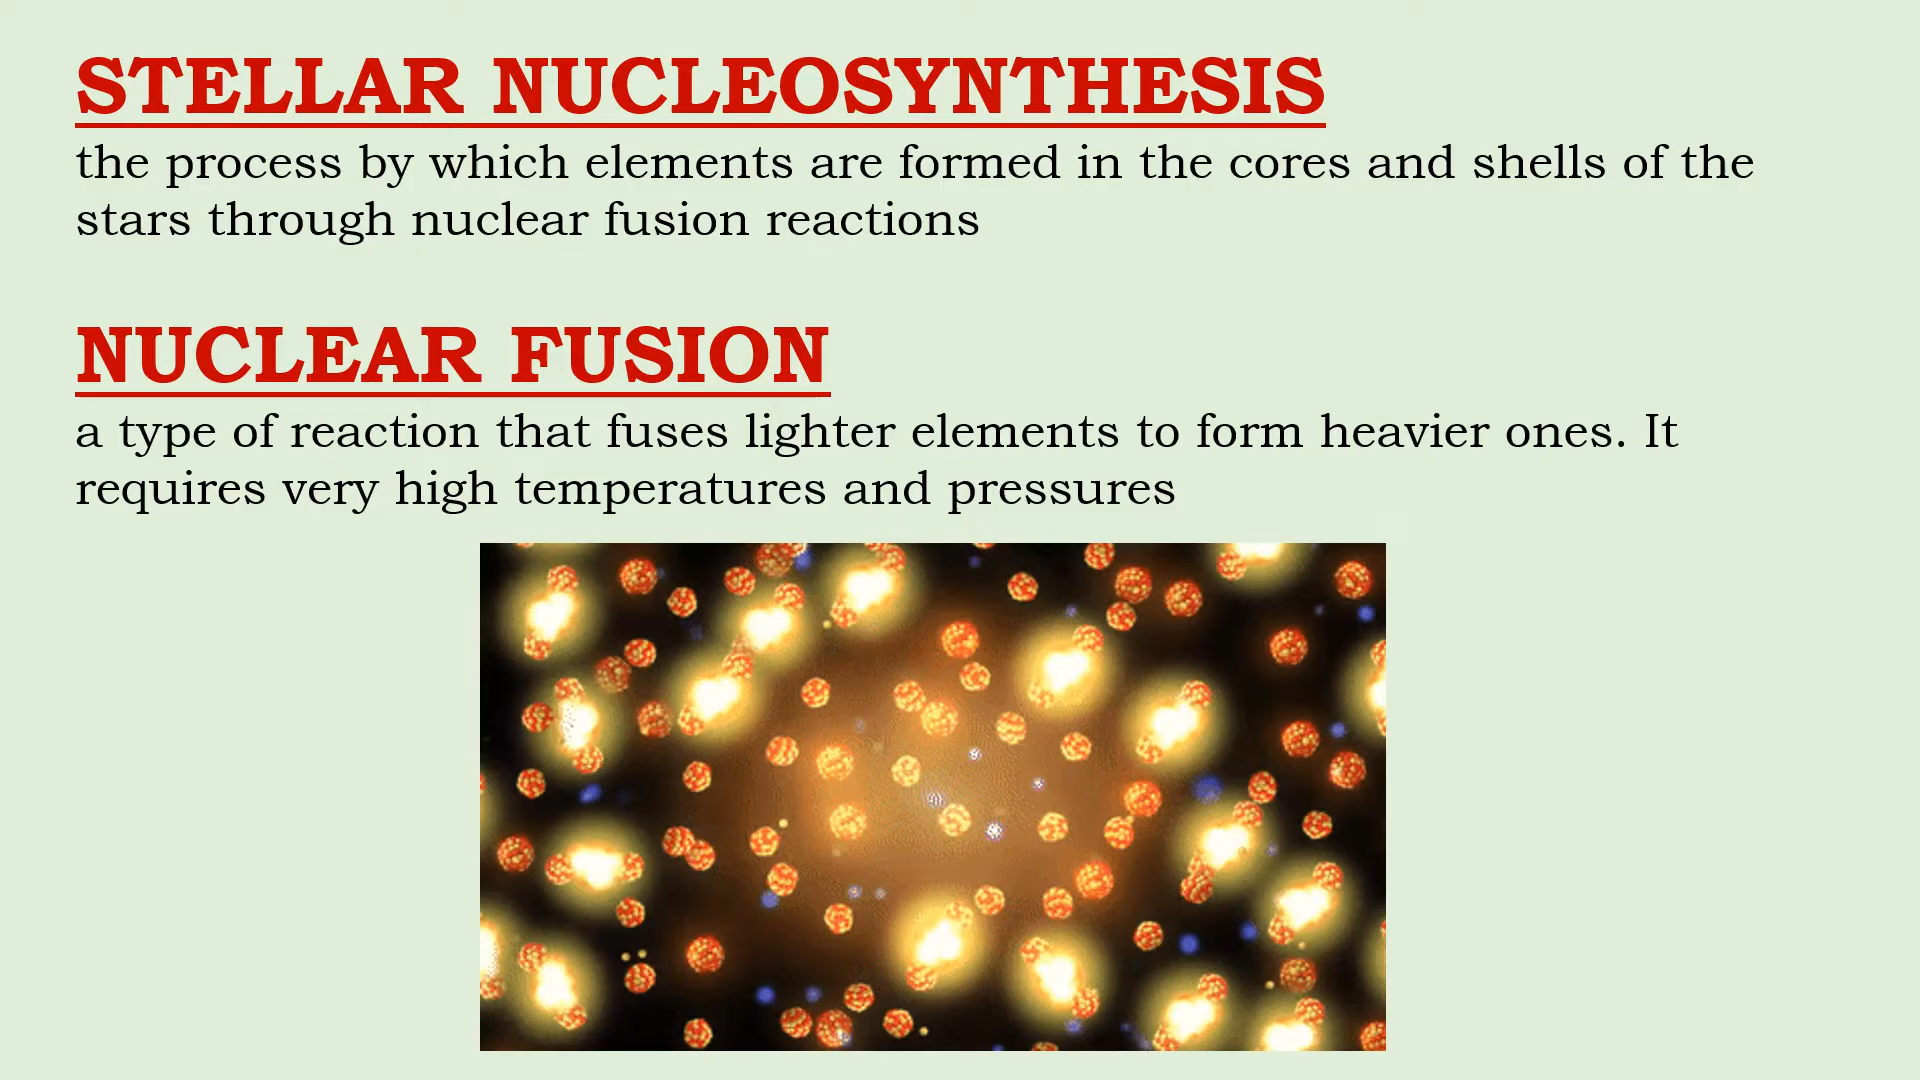 STELLAR NUCLEOSYNTHESIS
the process by which elements are formed in the cores and shells of the
stars through nuclear fusion reactions
NUCLEAR FUSION
a type of reaction that fuses lighter elements to form heavier ones. It
requires very high temperatures and pressures